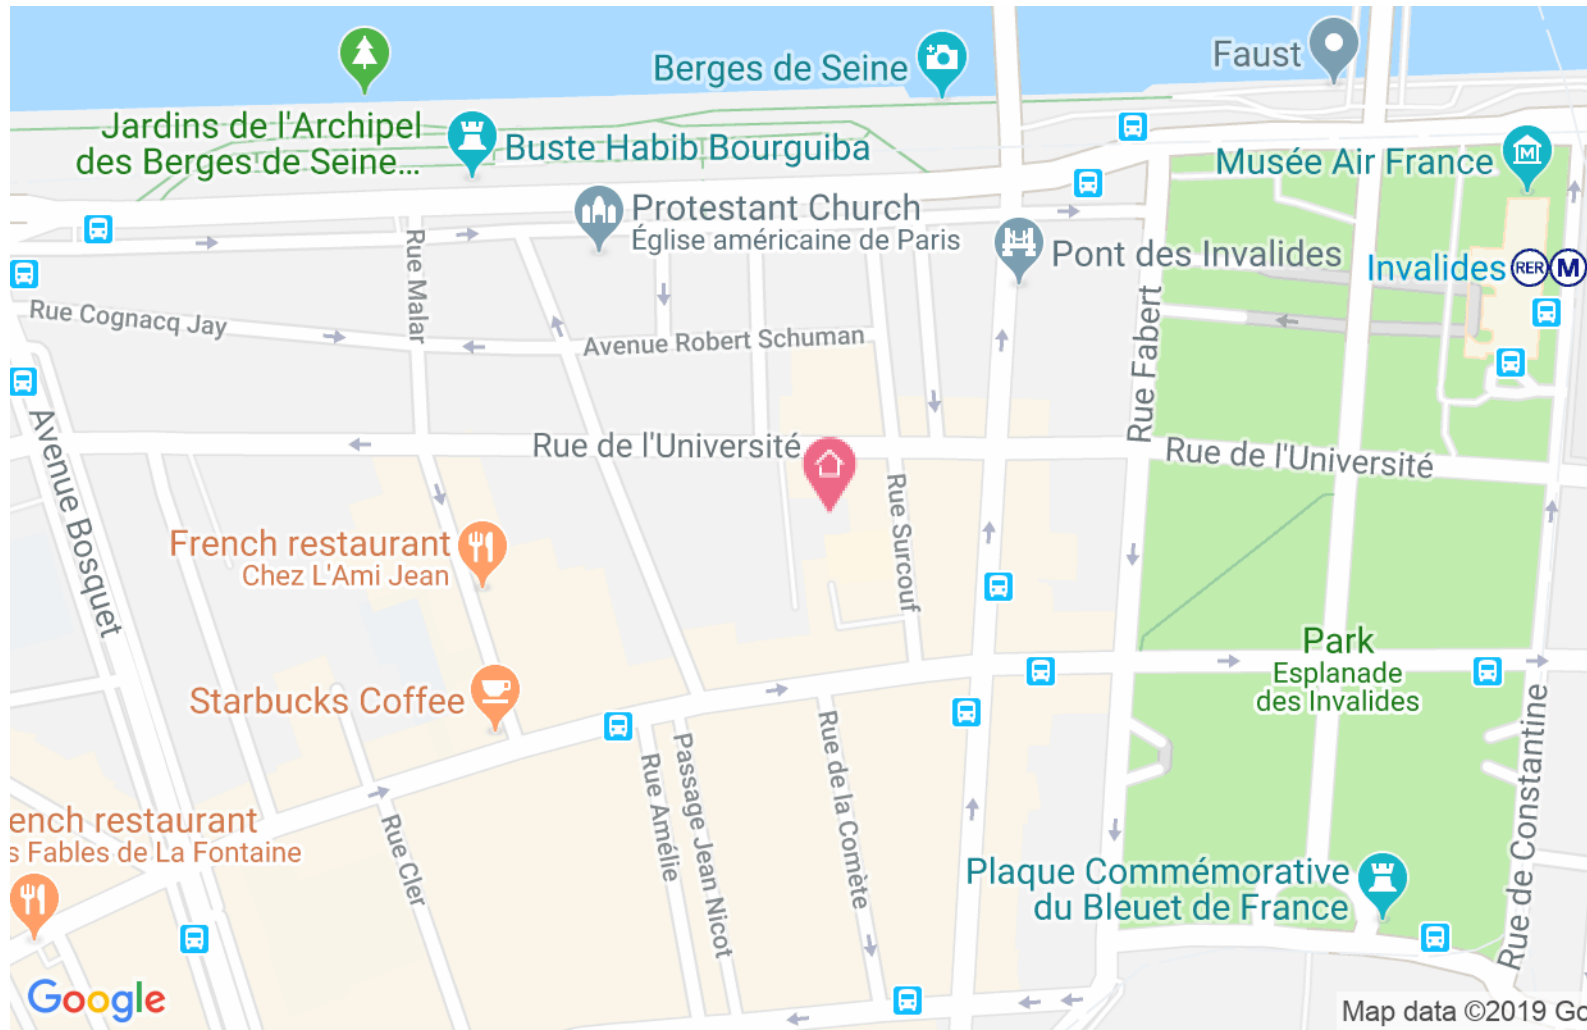 Faust
Berges de Seine
Jardins de l'Archipel
des Berges de Seine...
Buste Habib Bourguiba
Musée Air France
Protestant Church
Église américaine de Paris
Pont des Invalides
Invalides
RER
M
Rue Malar
Rue Cognacq Jay
Avenue Robert Schuman
Rue Fabert
Rue de l'Université
Rue de l'Université
Avenue Bosquet
Rue Surcouf
French restaurant
Chez L'Ami Jean
Park
Esplanade
des Invalides
Starbucks Coffee
Rue de Constantine
Passage Jean Nicot
Rue Amélie
Rue de la Comète
Rue Cler
ench restaurant
s Fables de La Fontaine
Plaque Commémorative
du Bleuet de France
Google
Map data ©2019 Go